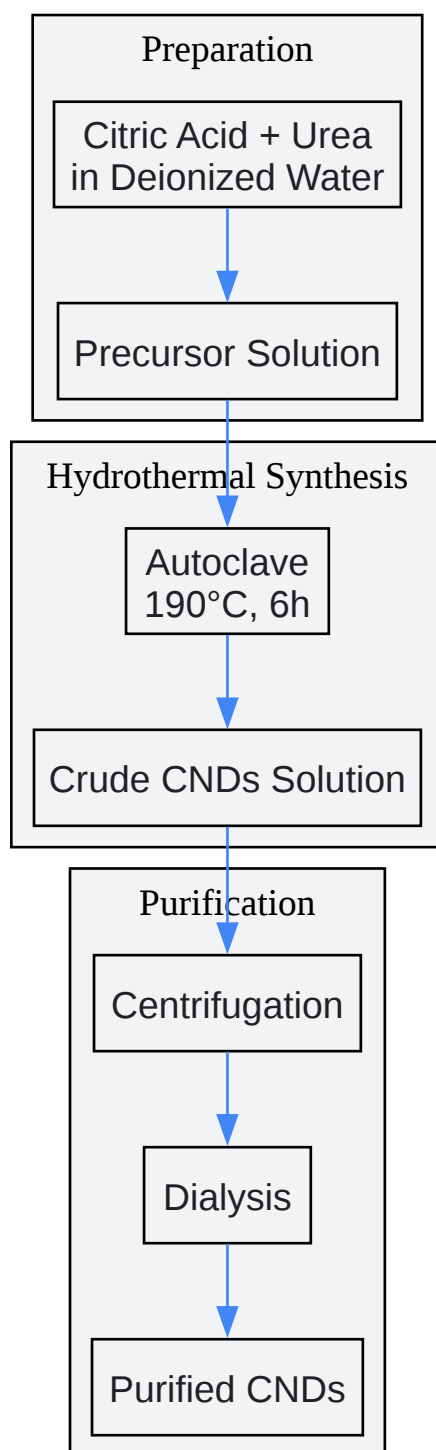 Preparation
Citric Acid + Urea
in Deionized Water
Precursor Solution
Hydrothermal Synthesis
Autoclave
190°C, 6h
Crude CNDs Solution
Purification
Centrifugation
Dialysis
Purified CNDs